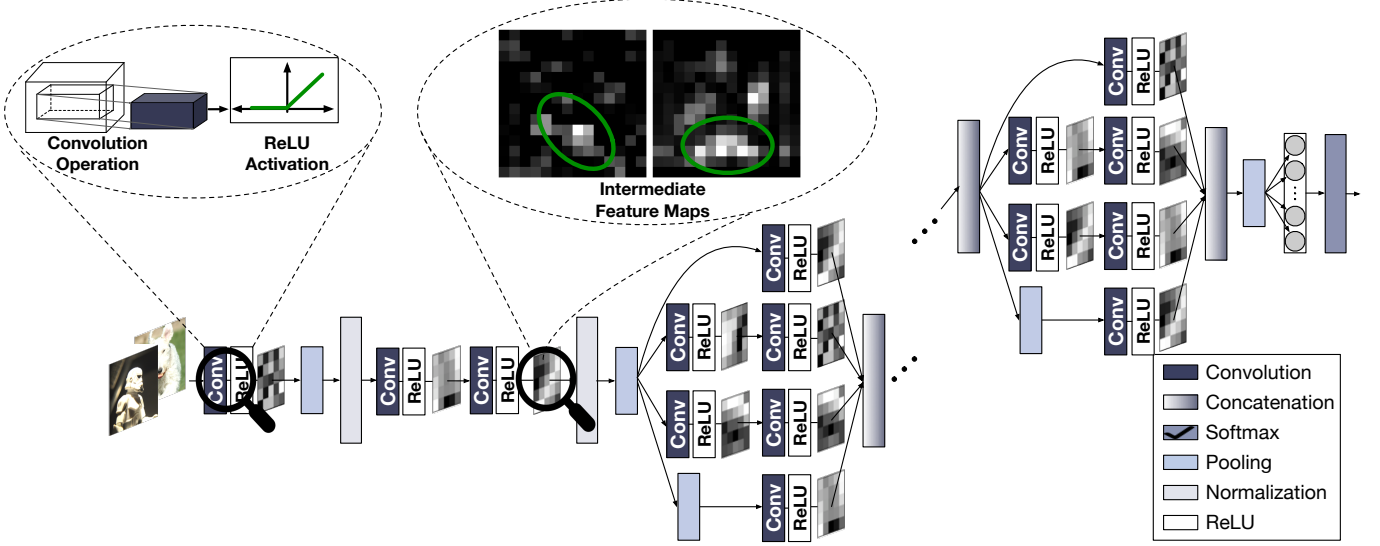 Convolution
Operation
ReLU
Activation
Intermediate
Feature Maps
Conv
ReLU
Conv
ReLU
Conv
ReLU
Conv
ReLU
Conv
ReLU
Conv
ReLU
Conv
ReLU
Conv
ReLU
Conv
ReLU
Conv
ReLU
Conv
ReLU
Conv
ReLU
Conv
ReLU
Conv
ReLU
Conv
ReLU
Conv
ReLU
Convolution
Concatenation
Softmax
Pooling
Normalization
ReLU